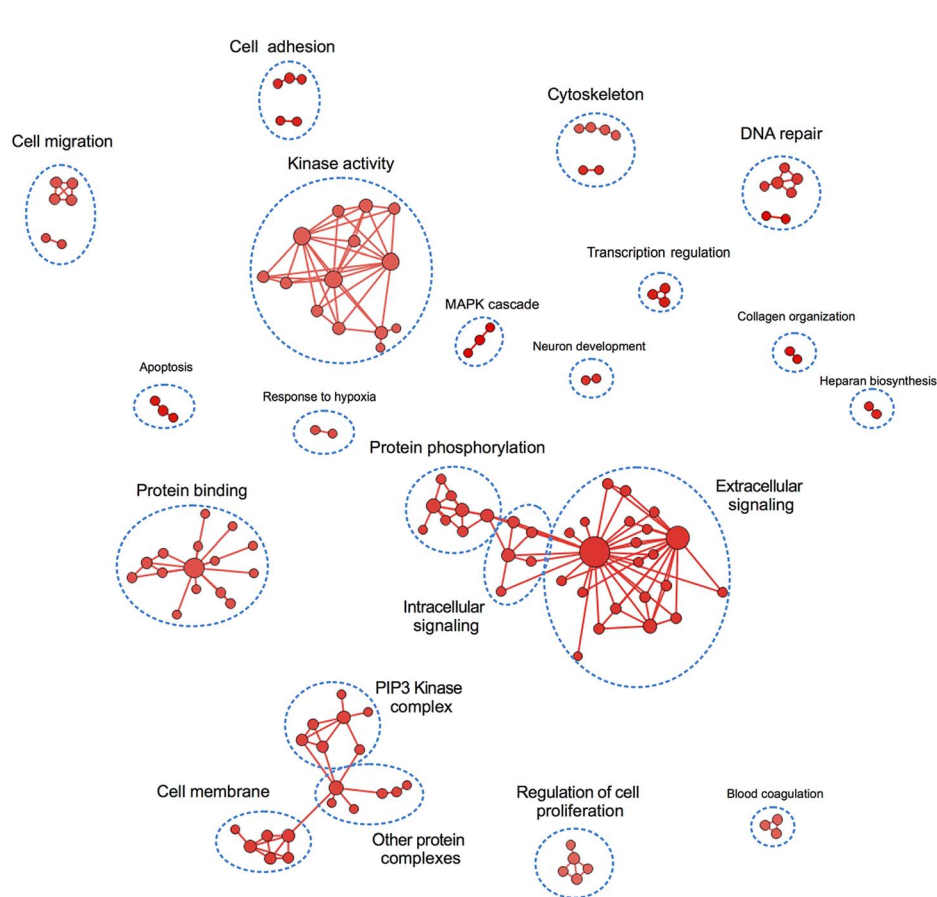 Cell adhesion
Cytoskeleton
DNA repair
Cell migration
Kinase activity
Transcription regulation
MAPK cascade
Collagen organization
Neuron development
Apoptosis
Heparan biosynthesis
Response to hypoxia
Protein phosphorylation
Protein binding
Extracellular
signaling
Intracellular
signaling
PIP3 Kinase
complex
Cell membrane
Other protein
complexes
Regulation of cell
proliferation
Blood coagulation